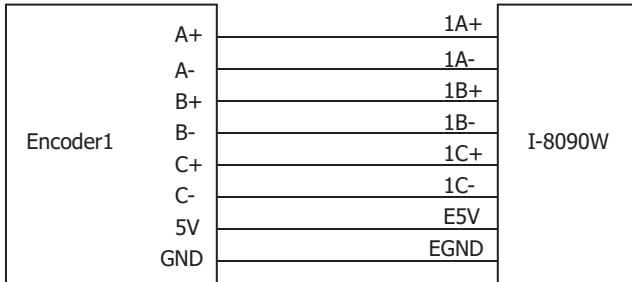 A+ 1A+
A- 1A-
B+ 1B+
Encoder1 B- 1B- I-8090W
C+ 1C+
C- 1C-
5V E5V
GND EGND